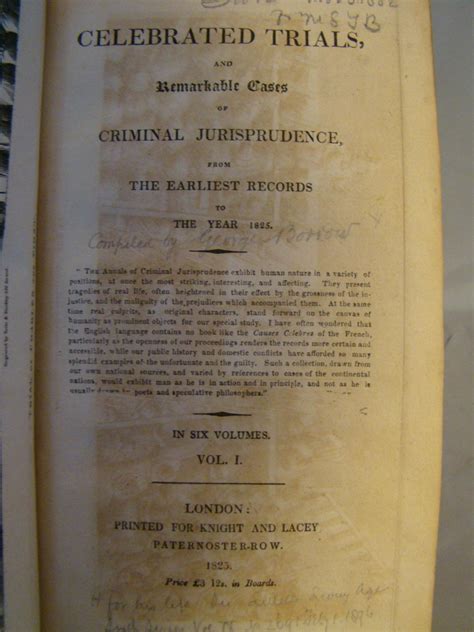 CELEBRATED TRIALS,
AND
Remarkable Cases
OF
CRIMINAL JURISPRUDENCE,
FROM
THE EARLIEST RECORDS
TO
THE YEAR 1825.
Compiled by George Borrow
"THE Annals of Criminal Jurisprudence exhibit human nature in a variety of
positions, at once the most striking, interesting, and affecting. They present
tragedies of real life, often heightened in their effect by the grossness of the in-
justice, and the malignity of the prejudices which accompanied them. At the same
time real culprits, as original characters, stand forward on the canvas of
humanity as prominent objects for our special study. I have often wondered that
the English language contains no book like the Causes Celebres of the French,
particularly as the openness of our proceedings renders the records more certain and
accessible, while our public history and domestic conflicts have afforded so many
splendid examples of the unfortunate and the guilty. Such a collection, drawn from
our own national sources, and varied by references to cases of the continental
nations, would exhibit man as he is in action and in principle, and not as he is
usually drawn by poets and speculative philosophers."
IN SIX VOLUMES.
VOL. I.
LONDON:
PRINTED FOR KNIGHT AND LACEY
PATERNOSTER-ROW.
1825.
Price £3 12s. in Boards.
for his life